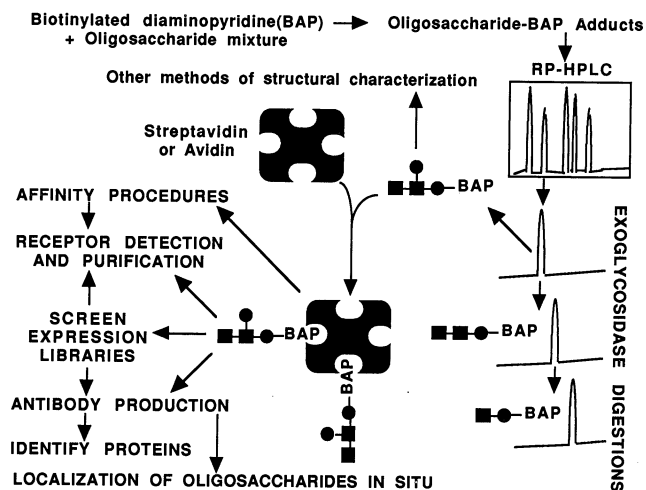 Biotinylated diaminopyridine(BAP)
+ Oligosaccharide mixture
Oligosaccharide-BAP Adducts
RP-HPLC
Other methods of structural characterization
Streptavidin
or Avidin
BAP
AFFINITY PROCEDURES
RECEPTOR DETECTION
AND PURIFICATION
SCREEN
EXPRESSION
LIBRARIES
BAP
BAP
BAP
BAP
EXOGLYCOSIDASE DIGESTIONS
ANTIBODY PRODUCTION
IDENTIFY PROTEINS
LOCALIZATION OF OLIGOSACCHARIDES IN SITU